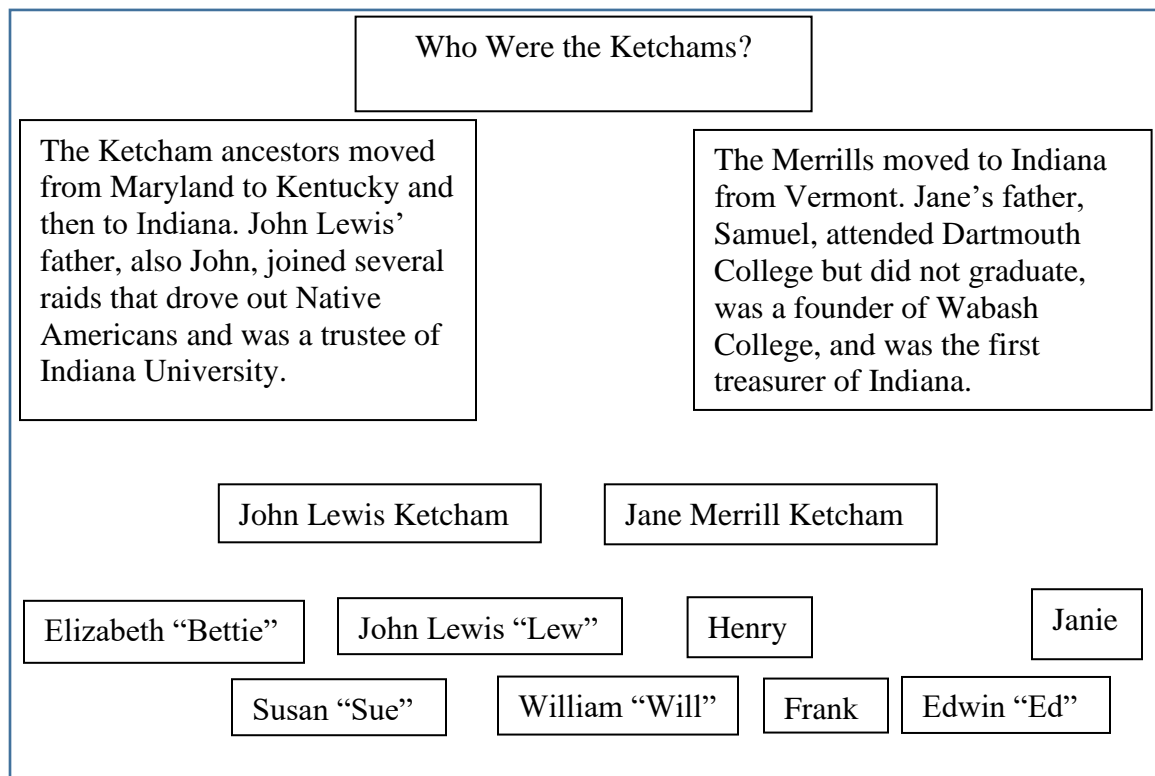 Who Were the Ketchams?
The Ketcham ancestors moved
from Maryland to Kentucky and
then to Indiana. John Lewis’
father, also John, joined several
raids that drove out Native
Americans and was a trustee of
Indiana University.
The Merrills moved to Indiana
from Vermont. Jane’s father,
Samuel, attended Dartmouth
College but did not graduate,
was a founder of Wabash
College, and was the first
treasurer of Indiana.
John Lewis Ketcham
Jane Merrill Ketcham
Elizabeth “Bettie”
John Lewis “Lew”
Henry
Janie
Susan “Sue”
William “Will”
Frank
Edwin “Ed”